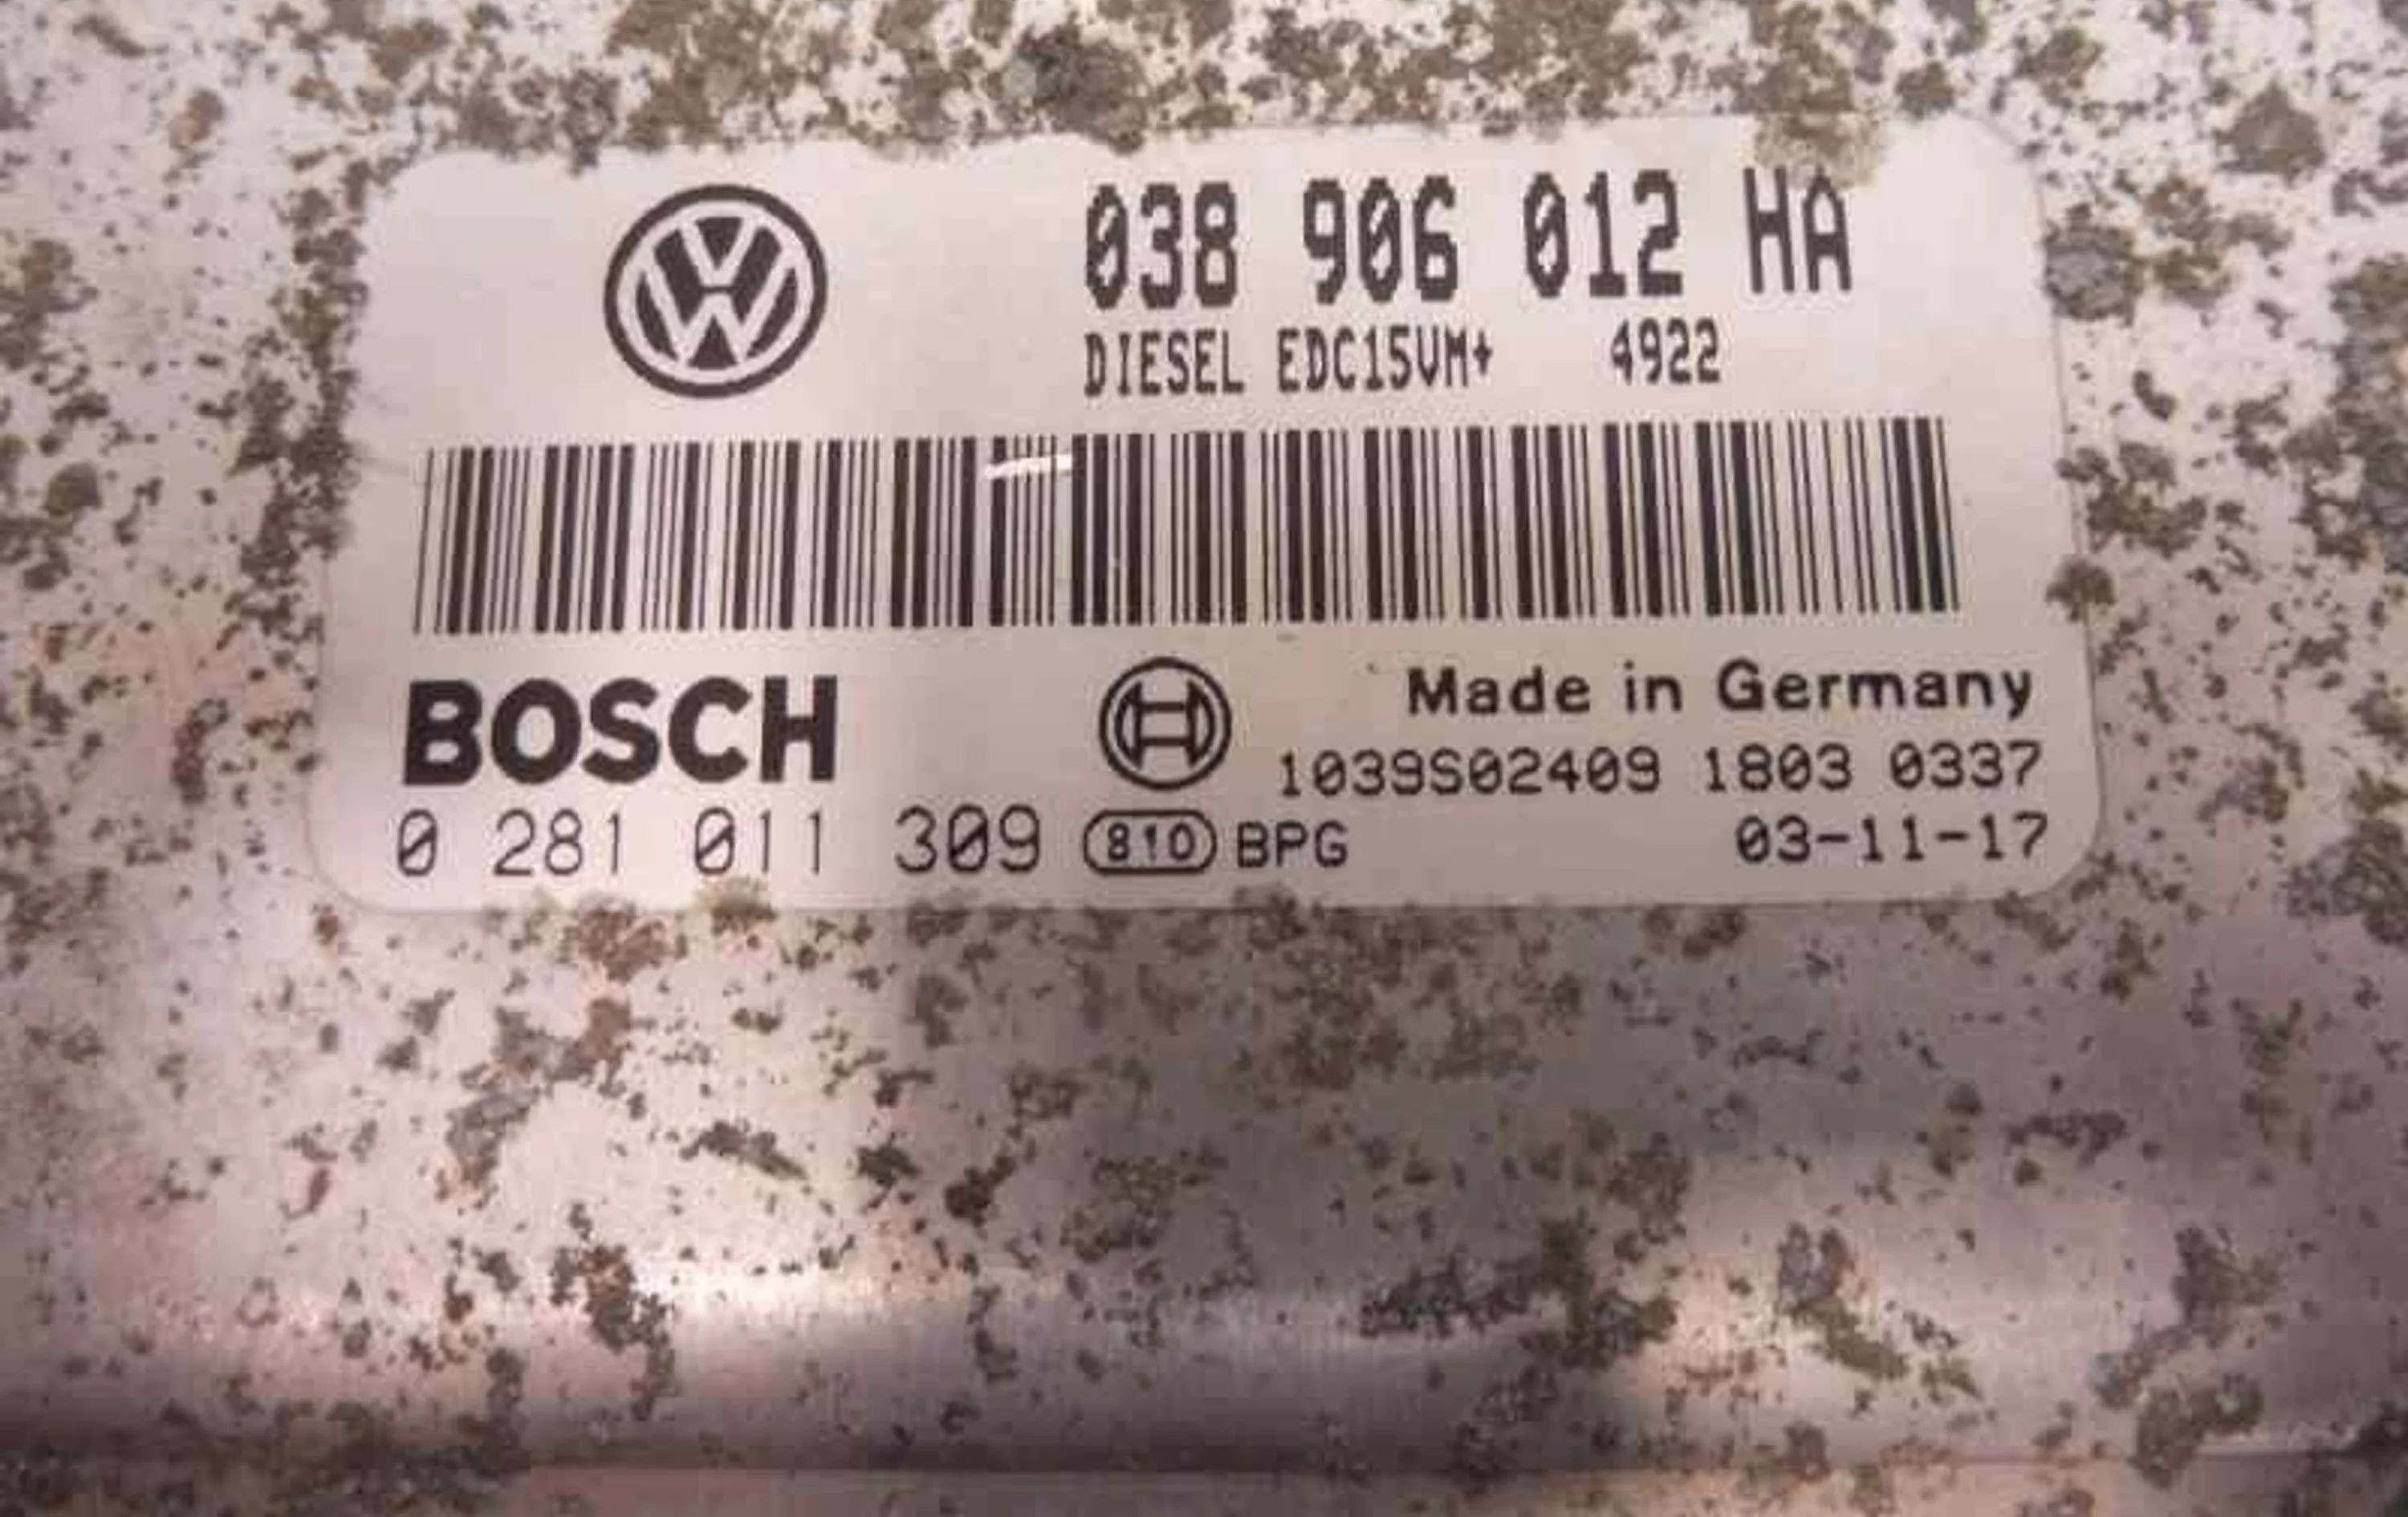 038 906 012 HA
DIESEL EDC15VM+ 4922
BOSCH
Made in Germany
1039S02409 1803 0337
0 281 011 309 810 BPG 03-11-17